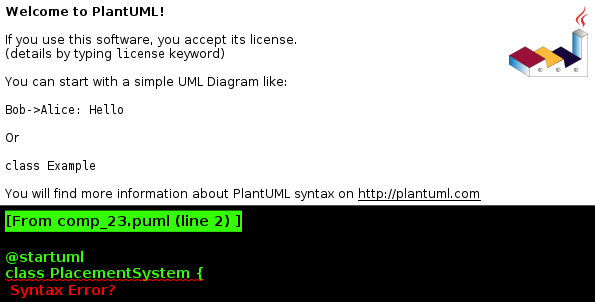 Welcome to PlantUML!
If you use this software, you accept its license.
(details by typing license keyword)
You can start with a simple UML Diagram like:
Bob->Alice: Hello
Or
class Example
You will find more information about PlantUML syntax on http://plantuml.com
[From comp_23.puml (line 2) ]
@startuml
class PlacementSystem {
Syntax Error?